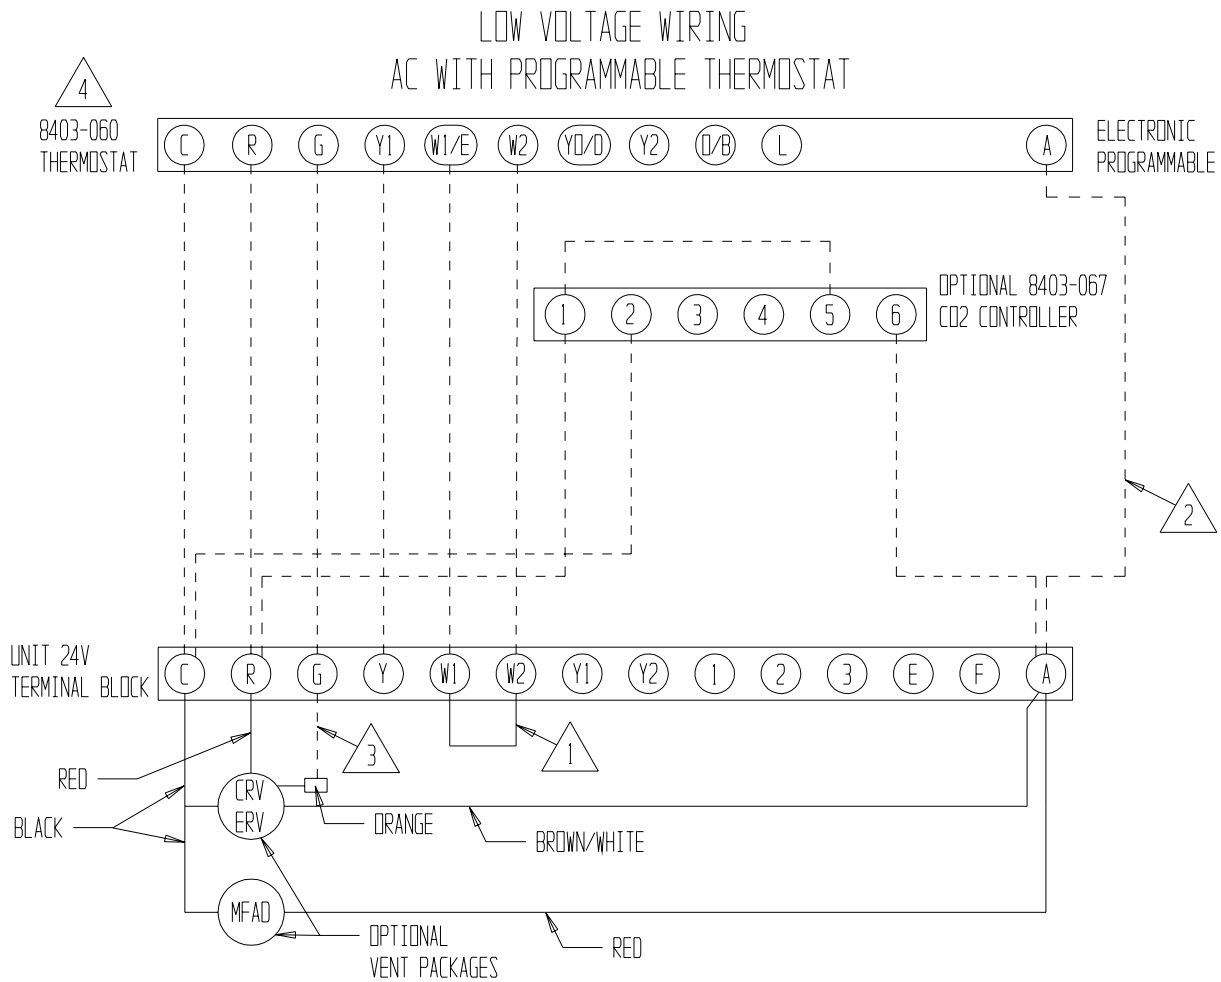 LOW VOLTAGE WIRING
AC WITH PROGRAMMABLE THERMOSTAT
4
8403-060
THERMOSTAT
C R G Y1 W1/E W2 YO/D Y2 O/B L A
ELECTRONIC
PROGRAMMABLE
OPTIONAL 8403-067
CO2 CONTROLLER
1 2 3 4 5 6
2
UNIT 24V
TERMINAL BLOCK
C R G Y W1 W2 Y1 Y2 1 2 3 E F A
3
1
RED
CRV
ERV
BLACK
ORANGE
BROWN/WHITE
MFAD
OPTIONAL
VENT PACKAGES
RED